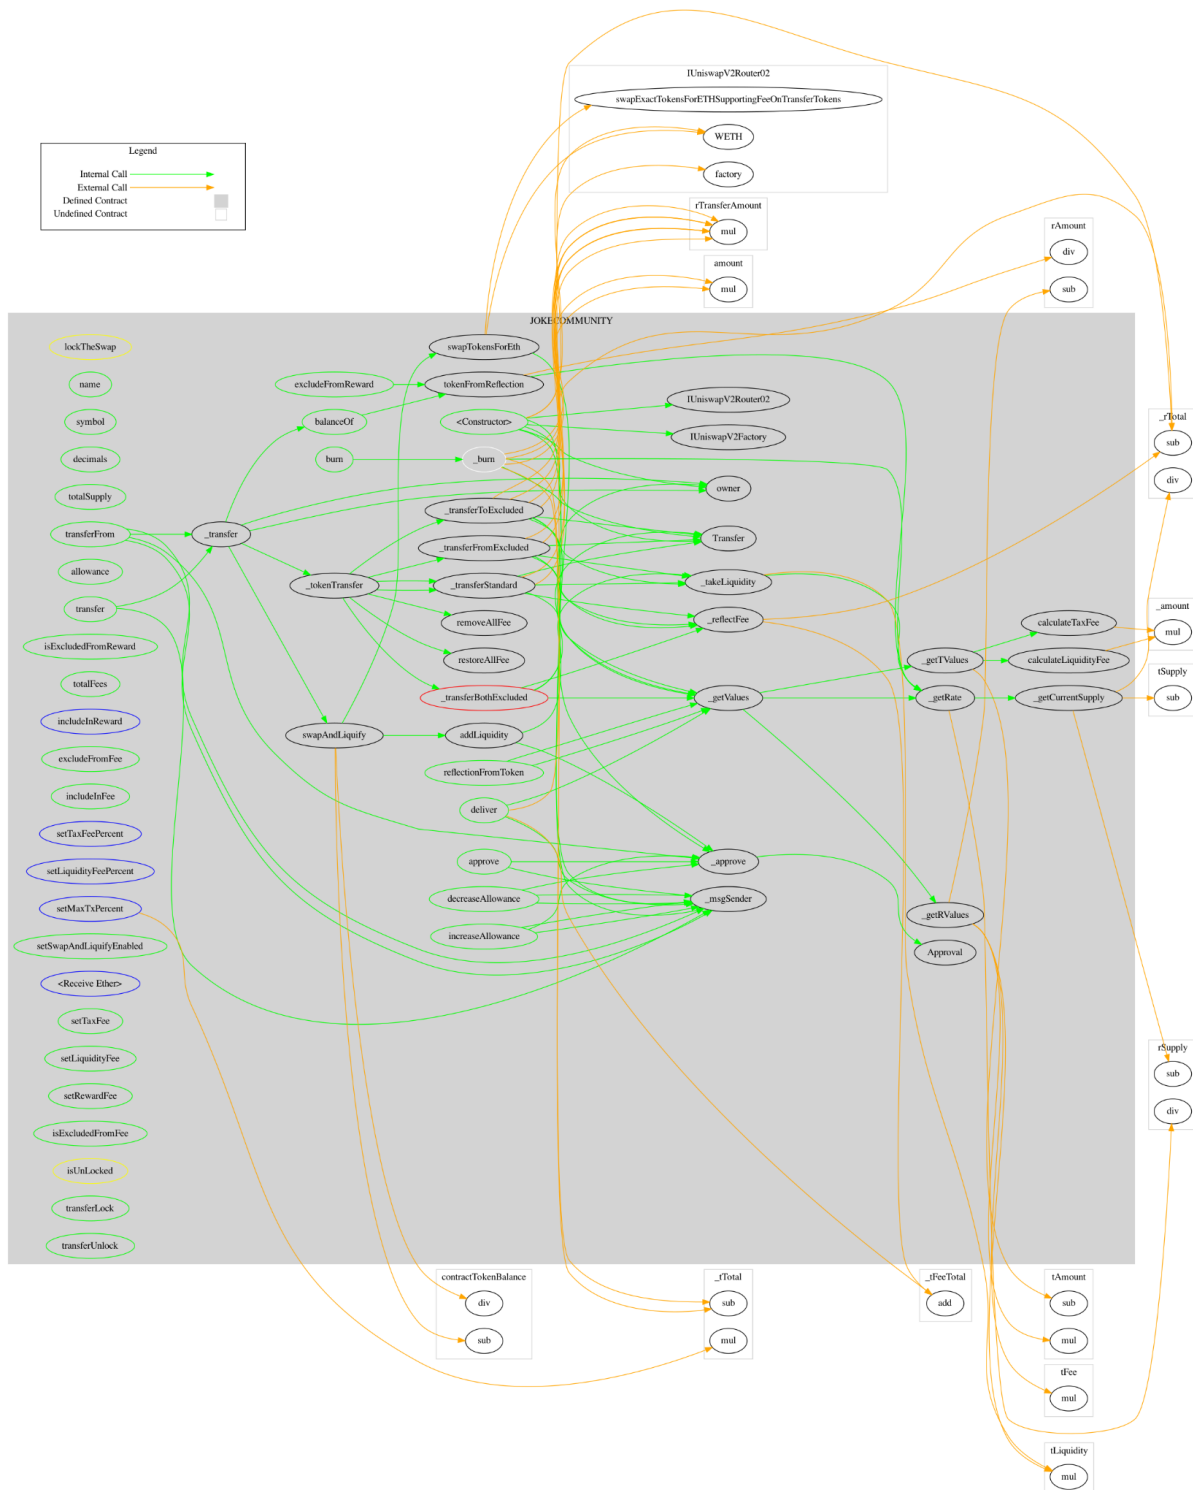 IUniswapV2Router02
swapExactTokensForETHSupportingFeeOnTransferTokens
WETH
factory
Legend
Internal Call
External Call
Defined Contract
Undefined Contract
rTransferAmount
mul
amount
mul
rAmount
div
sub
JOKECOMMUNITY
lockTheSwap
name
symbol
decimals
totalSupply
transferFrom
allowance
transfer
isExcludedFromReward
totalFees
includeInReward
excludeFromFee
includeInFee
setTaxFeePercent
setLiquidityFeePercent
setMaxTxPercent
setSwapAndLiquifyEnabled
<Receive Ether>
setTaxFee
setLiquidityFee
setRewardFee
isExcludedFromFee
isUnLocked
transferLock
transferUnlock
_transfer
excludeFromReward
balanceOf
burn
_tokenTransfer
swapAndLiquify
swapTokensForEth
tokenFromReflection
<Constructor>
_burn
_transferToExcluded
_transferFromExcluded
_transferStandard
removeAllFee
restoreAllFee
_transferBothExcluded
addLiquidity
reflectionFromToken
deliver
approve
decreaseAllowance
increaseAllowance
IUniswapV2Router02
IUniswapV2Factory
owner
Transfer
_takeLiquidity
_reflectFee
_getValues
_approve
_msgSender
_getTValues
_getRate
_getRValues
Approval
calculateTaxFee
calculateLiquidityFee
_getCurrentSupply
_rTotal
sub
div
_amount
mul
tSupply
sub
rSupply
sub
div
contractTokenBalance
div
sub
_tTotal
sub
mul
_tFeeTotal
add
tAmount
sub
mul
tFee
mul
tLiquidity
mul